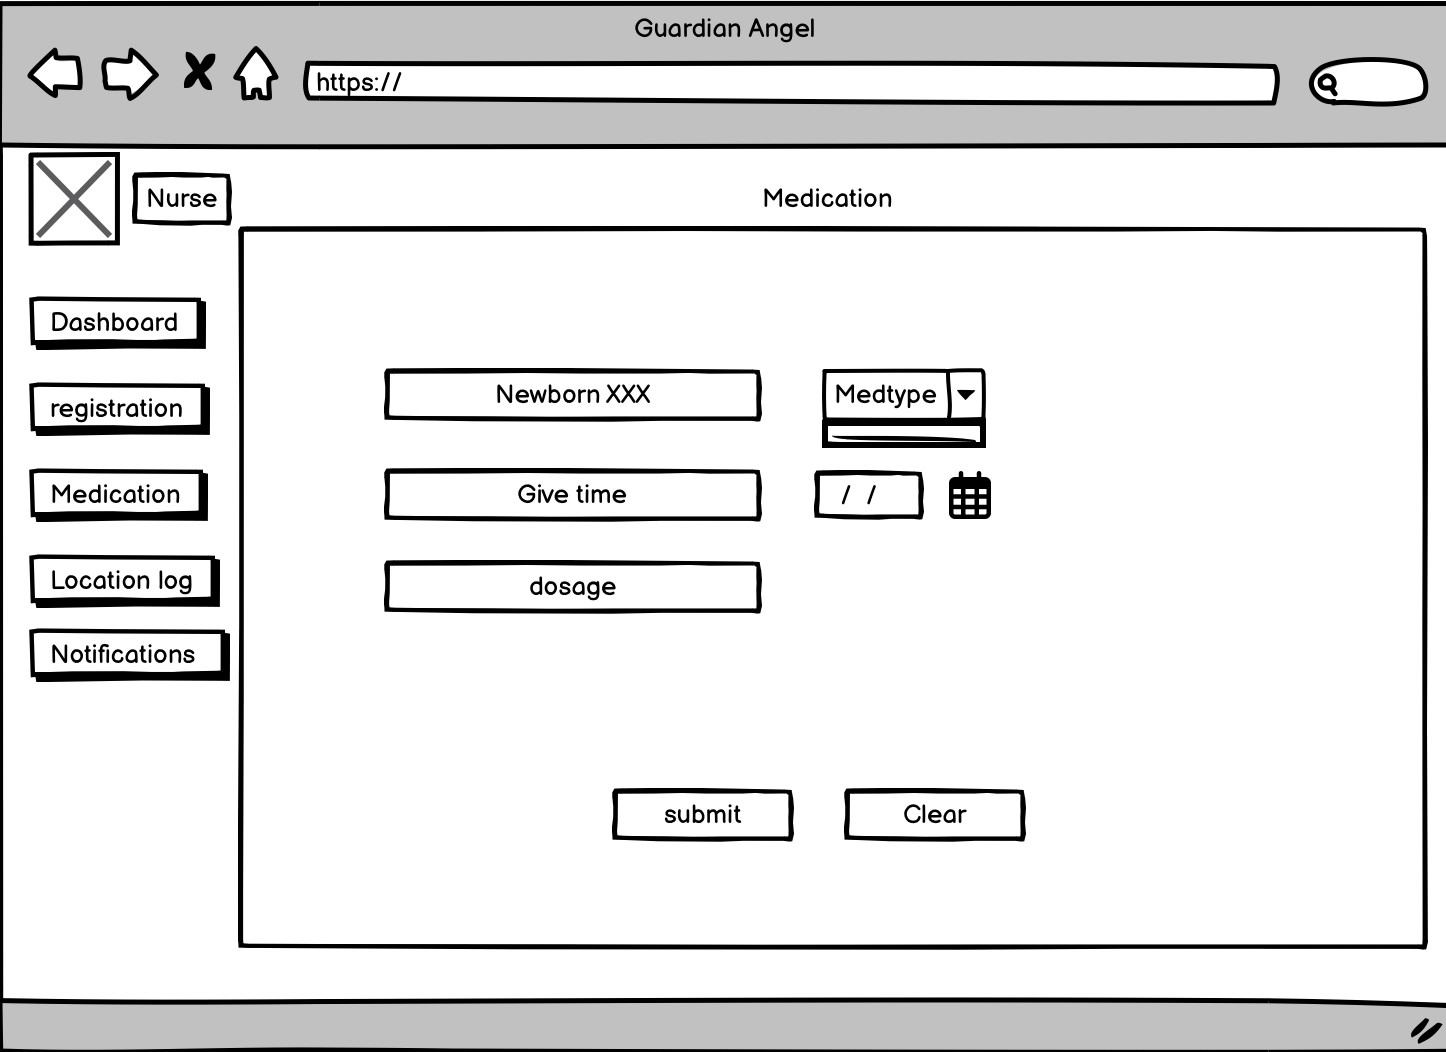 Guardian Angel
https://
Nurse
Medication
Dashboard
registration
Medication
Location log
Notifications
Newborn XXX
Medtype
Give time
/ /
dosage
submit
Clear